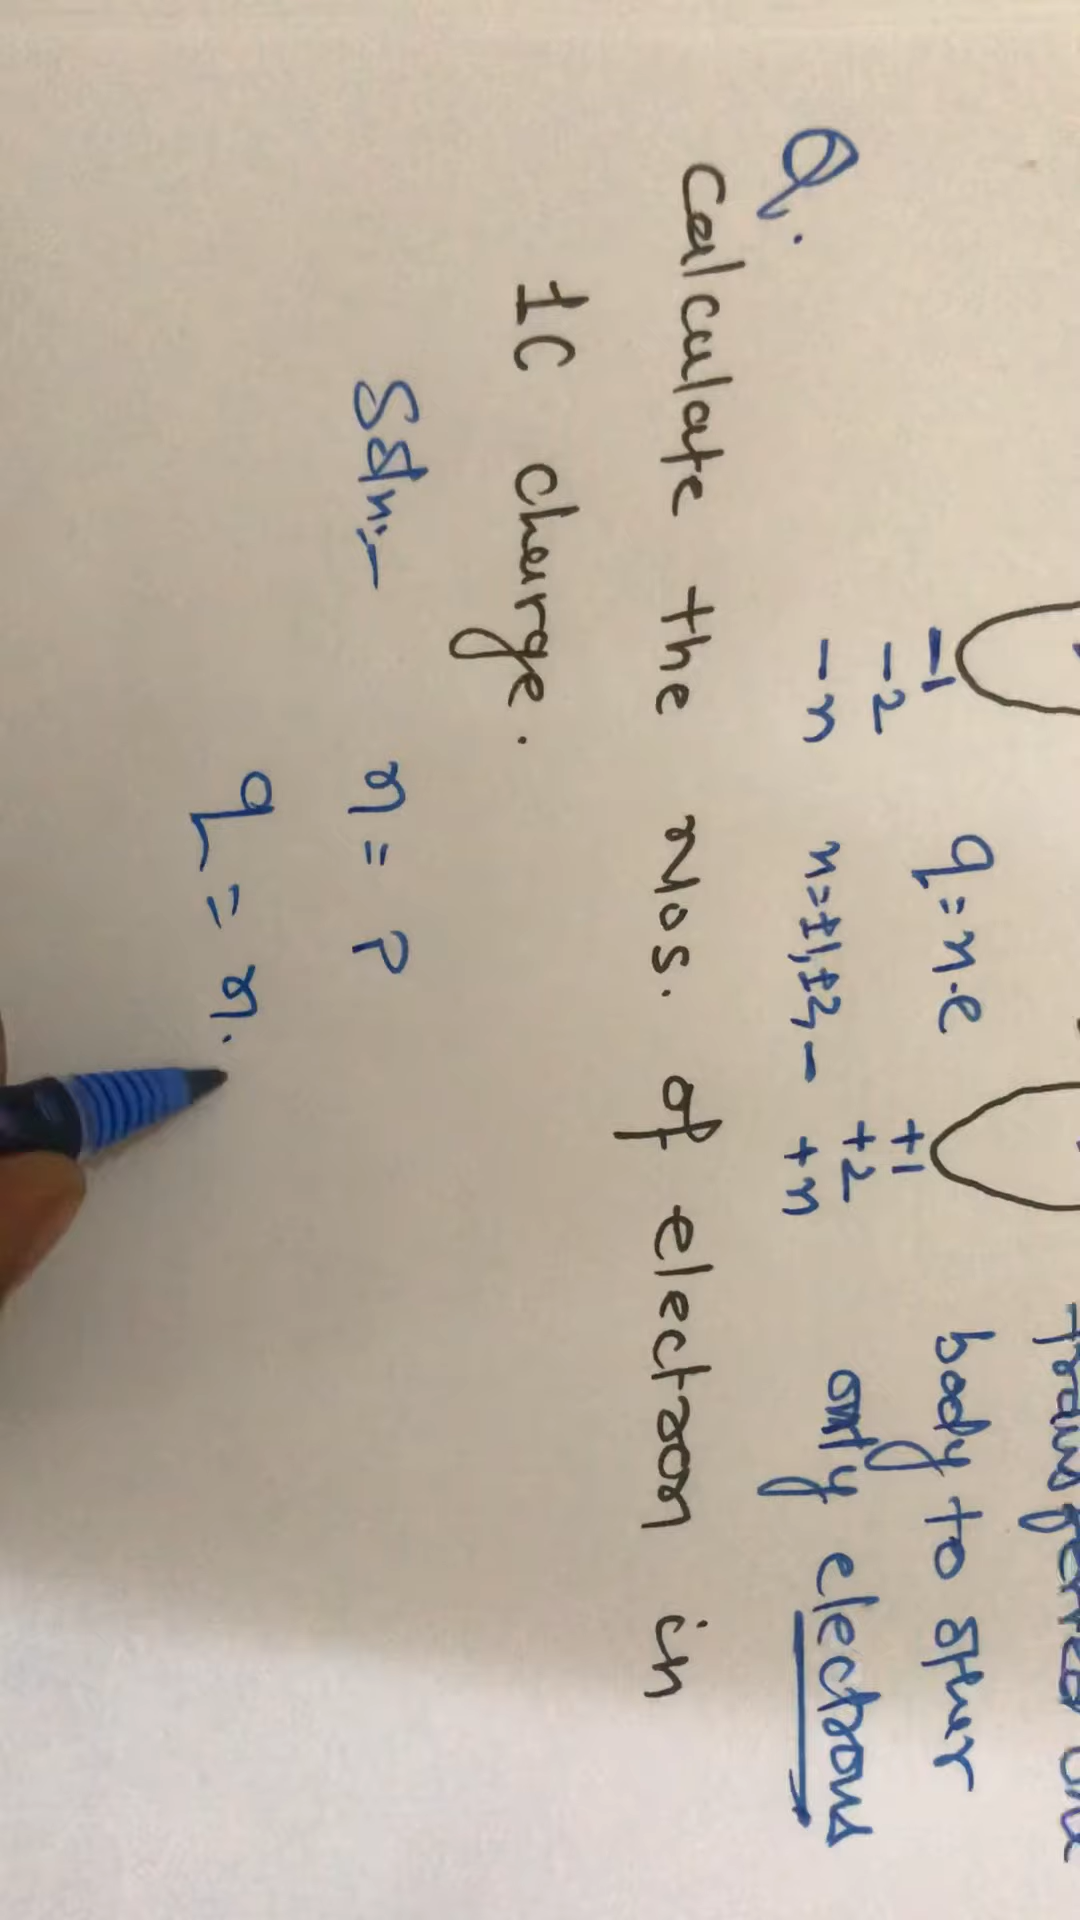 body to other
-1 q = n.e +1
-2 +2
-n n=±1,±2, - +n only electrons
Q.
Calculate the Nos. of electron in
1C charge.
Soln:-
n = ?
q = n.